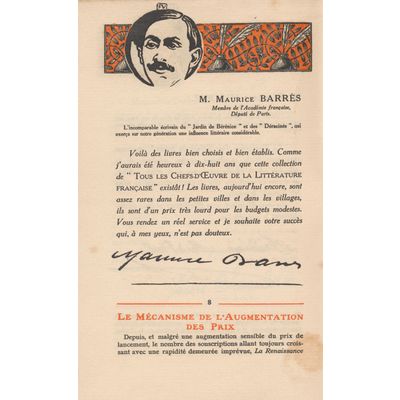 IV
M. Maurice BARRÈS
Membre de l'Académie française,
Député de Paris.
L'incomparable écrivain du "Jardin de Bérénice" et des "Déracinés", qui
exerça sur notre génération une influence littéraire considérable.
Voilà des livres bien choisis et bien établis. Comme
j'aurais été heureux à dix-huit ans que cette collection
de "TOUS LES CHEFS-D'ŒUVRE DE LA LITTÉRATURE
FRANÇAISE" existât! Les livres, aujourd'hui encore, sont
assez rares dans les petites villes et dans les villages,
ils sont d'un prix très lourd pour les budgets modestes.
Vous rendez un réel service et je souhaite votre succès
qui, à mes yeux, n'est pas douteux.
Maurice Barrès
8
LE MÉCANISME DE L'AUGMENTATION
DES PRIX
Depuis, et malgré une augmentation sensible du prix de
lancement, le nombre des souscriptions allant toujours crois-
sant avec une rapidité demeurée imprévue, La Renaissance